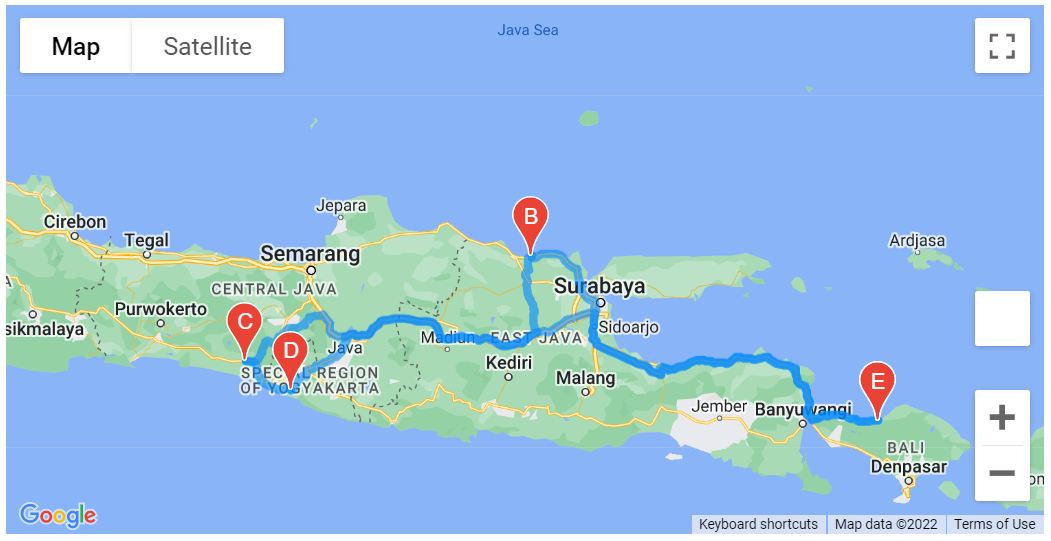 Java Sea
Map
Satellite
Jepara
B
Cirebon
Tegal
Semarang
Ardjasa
CENTRAL JAVA
Surabaya
Purwokerto
sikmalaya
C
Sidoarjo
Madiun
EAST JAVA
D
Java
Kediri
SPECIAL REGION
OF YOGYAKARTA
Malang
E
Jember
Banyuwangi
BALI
Denpasar
+
−
Google
Keyboard shortcuts
Map data ©2022
Terms of Use